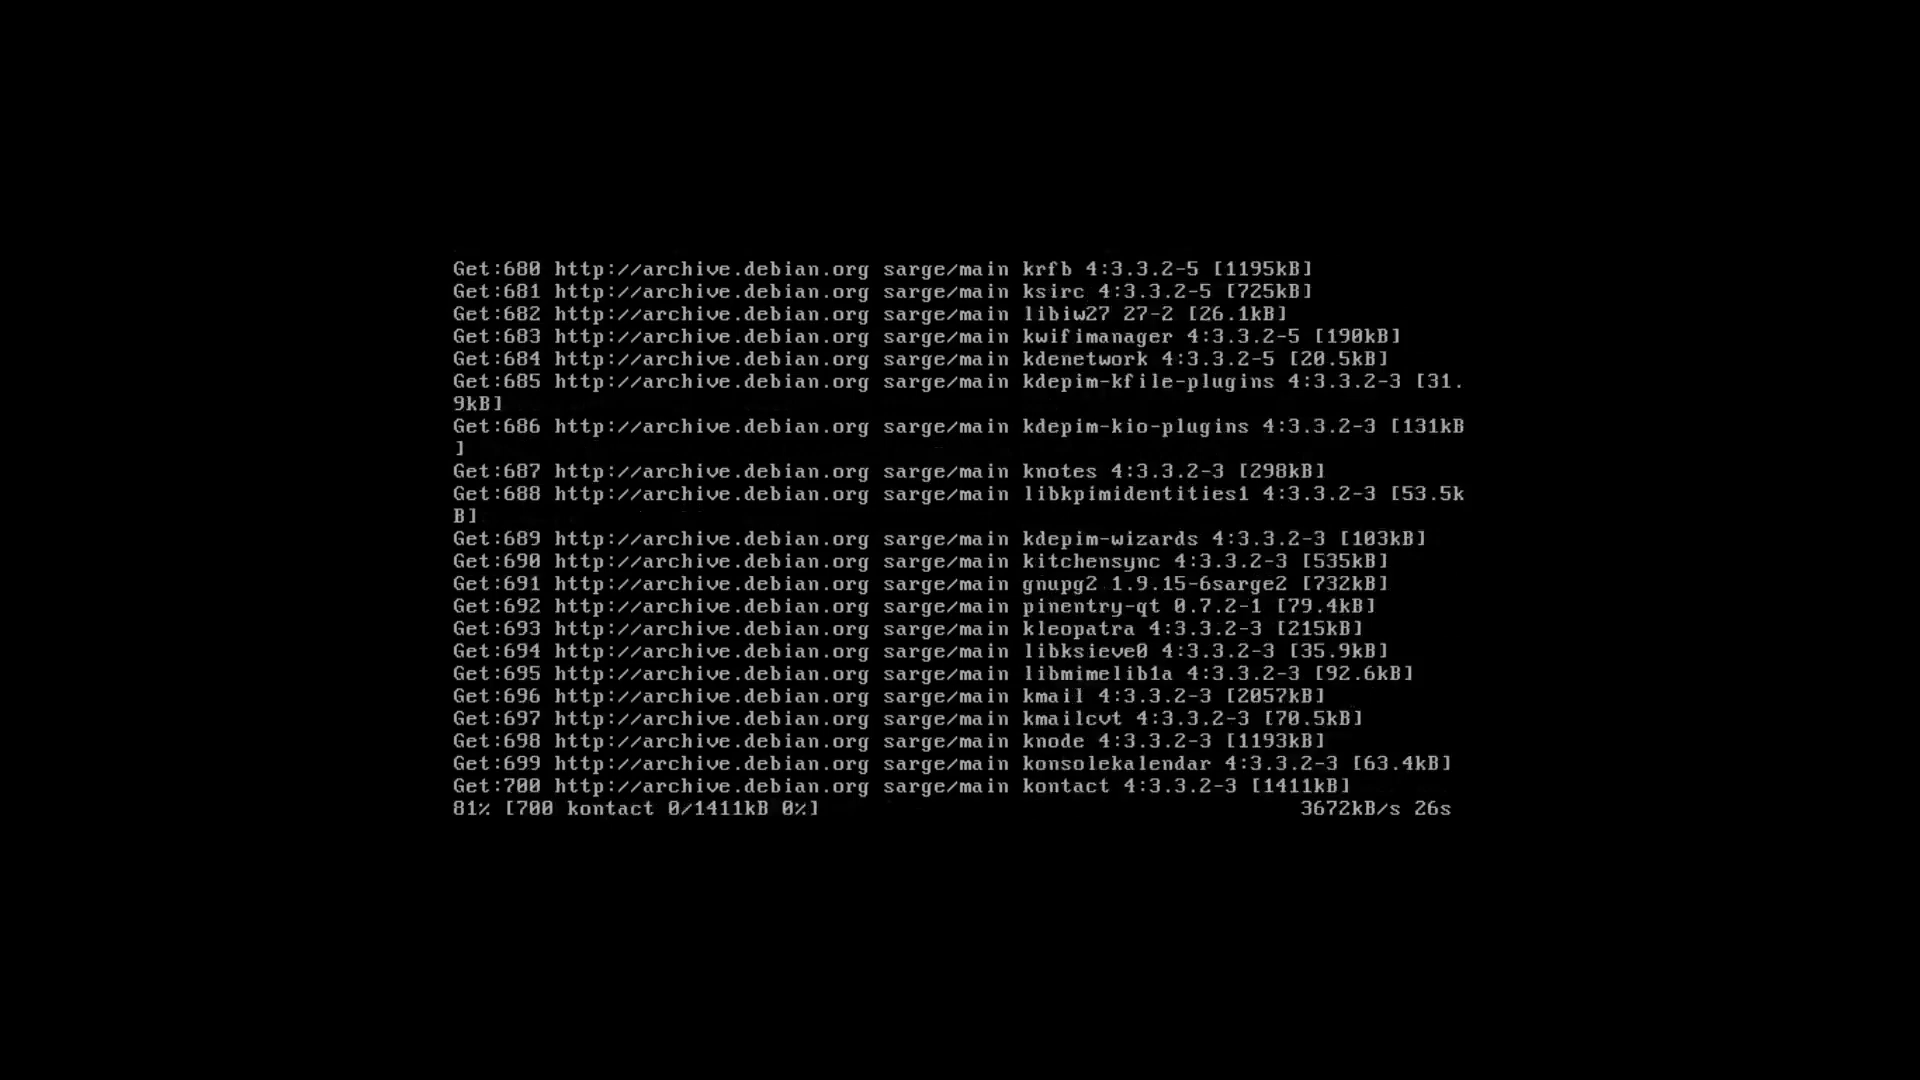 Get:680 http://archive.debian.org sarge/main krfb 4:3.3.2-5 [1195kB]
Get:681 http://archive.debian.org sarge/main ksirc 4:3.3.2-5 [725kB]
Get:682 http://archive.debian.org sarge/main libiw27 27-2 [26.1kB]
Get:683 http://archive.debian.org sarge/main kwifimanager 4:3.3.2-5 [190kB]
Get:684 http://archive.debian.org sarge/main kdenetwork 4:3.3.2-5 [20.5kB]
Get:685 http://archive.debian.org sarge/main kdepim-kfile-plugins 4:3.3.2-3 [31.
9kB]
Get:686 http://archive.debian.org sarge/main kdepim-kio-plugins 4:3.3.2-3 [131kB
]
Get:687 http://archive.debian.org sarge/main knotes 4:3.3.2-3 [298kB]
Get:688 http://archive.debian.org sarge/main libkpimidentities1 4:3.3.2-3 [53.5k
B]
Get:689 http://archive.debian.org sarge/main kdepim-wizards 4:3.3.2-3 [103kB]
Get:690 http://archive.debian.org sarge/main kitchensync 4:3.3.2-3 [535kB]
Get:691 http://archive.debian.org sarge/main gnupg2 1.9.15-6sarge2 [732kB]
Get:692 http://archive.debian.org sarge/main pinentry-qt 0.7.2-1 [79.4kB]
Get:693 http://archive.debian.org sarge/main kleopatra 4:3.3.2-3 [215kB]
Get:694 http://archive.debian.org sarge/main libksieve0 4:3.3.2-3 [35.9kB]
Get:695 http://archive.debian.org sarge/main libmimelib1a 4:3.3.2-3 [92.6kB]
Get:696 http://archive.debian.org sarge/main kmail 4:3.3.2-3 [2057kB]
Get:697 http://archive.debian.org sarge/main kmailcvt 4:3.3.2-3 [70.5kB]
Get:698 http://archive.debian.org sarge/main knode 4:3.3.2-3 [1193kB]
Get:699 http://archive.debian.org sarge/main konsolekalendar 4:3.3.2-3 [63.4kB]
Get:700 http://archive.debian.org sarge/main kontact 4:3.3.2-3 [1411kB]
81% [700 kontact 0/1411kB 0%] 3672kB/s 26s